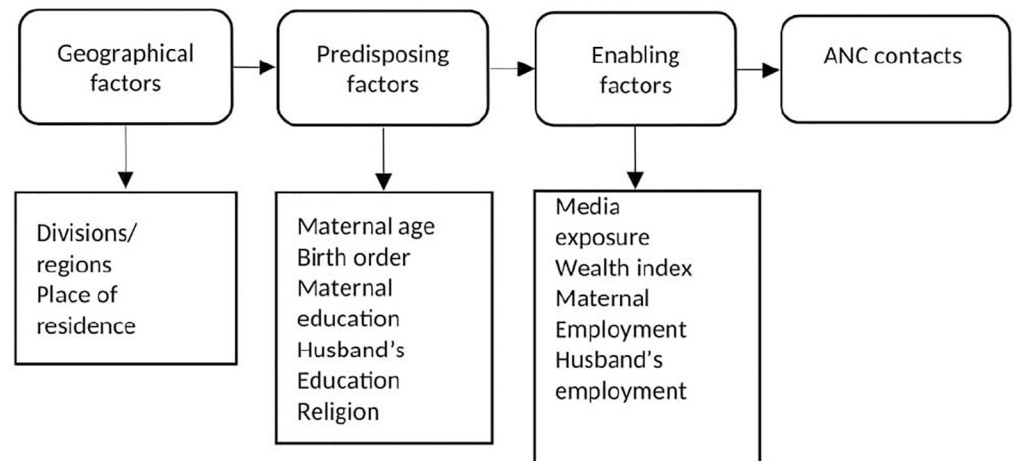 Geographical
factors
Predisposing
factors
Enabling
factors
ANC contacts
Divisions/
regions
Place of
residence
Maternal age
Birth order
Maternal
education
Husband’s
Education
Religion
Media
exposure
Wealth index
Maternal
Employment
Husband’s
employment